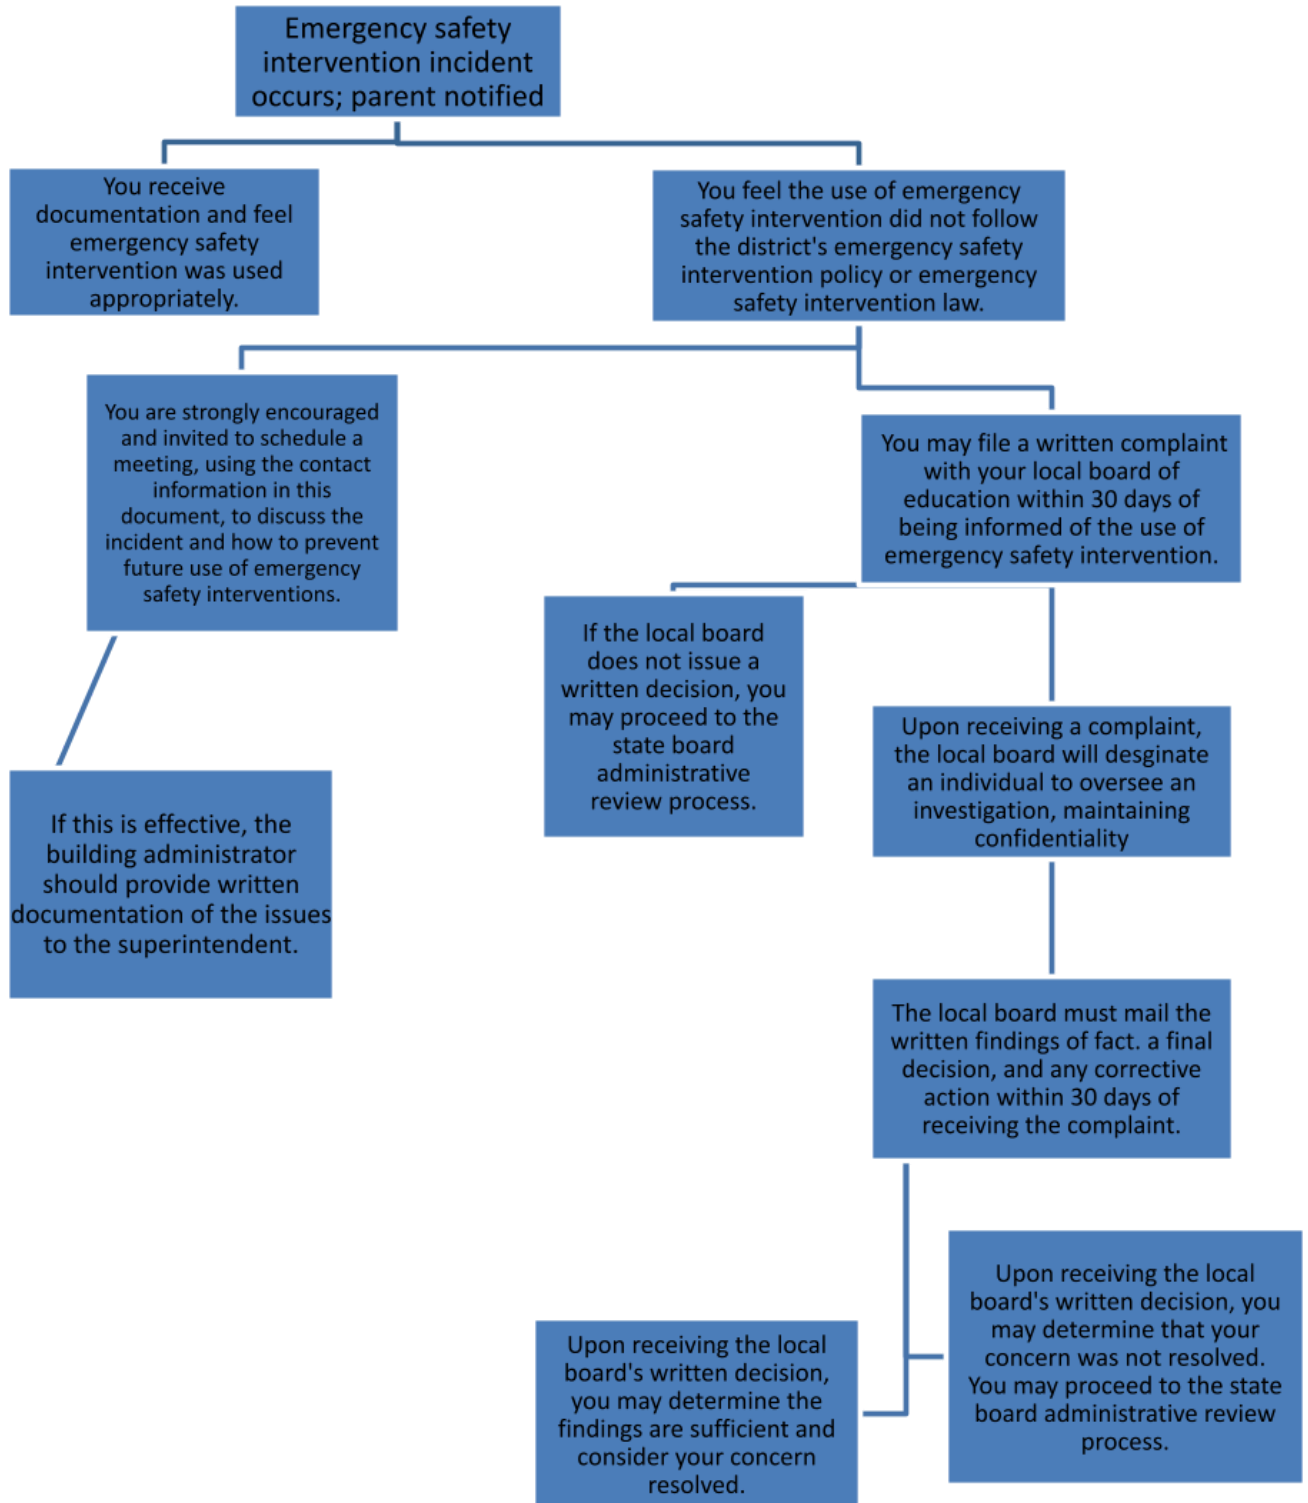 Emergency safety
intervention incident
occurs; parent notified
You receive
documentation and feel
emergency safety
intervention was used
appropriately.
You feel the use of emergency
safety intervention did not follow
the district's emergency safety
intervention policy or emergency
safety intervention law.
You are strongly encouraged
and invited to schedule a
meeting, using the contact
information in this
document, to discuss the
incident and how to prevent
future use of emergency
safety interventions.
You may file a written complaint
with your local board of
education within 30 days of
being informed of the use of
emergency safety intervention.
If the local board
does not issue a
written decision, you
may proceed to the
state board
administrative
review process.
Upon receiving a complaint,
the local board will desginate
an individual to oversee an
investigation, maintaining
confidentiality
If this is effective, the
building administrator
should provide written
documentation of the issues
to the superintendent.
The local board must mail the
written findings of fact. a final
decision, and any corrective
action within 30 days of
receiving the complaint.
Upon receiving the local
board's written decision, you
may determine that your
concern was not resolved.
You may proceed to the state
board administrative review
process.
Upon receiving the local
board's written decision,
you may determine the
findings are sufficient and
consider your concern
resolved.